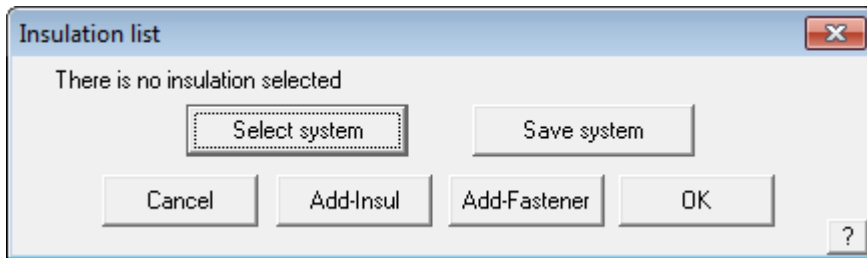 Insulation list
There is no insulation selected
Select system Save system
Cancel Add-Insul Add-Fastener OK
?